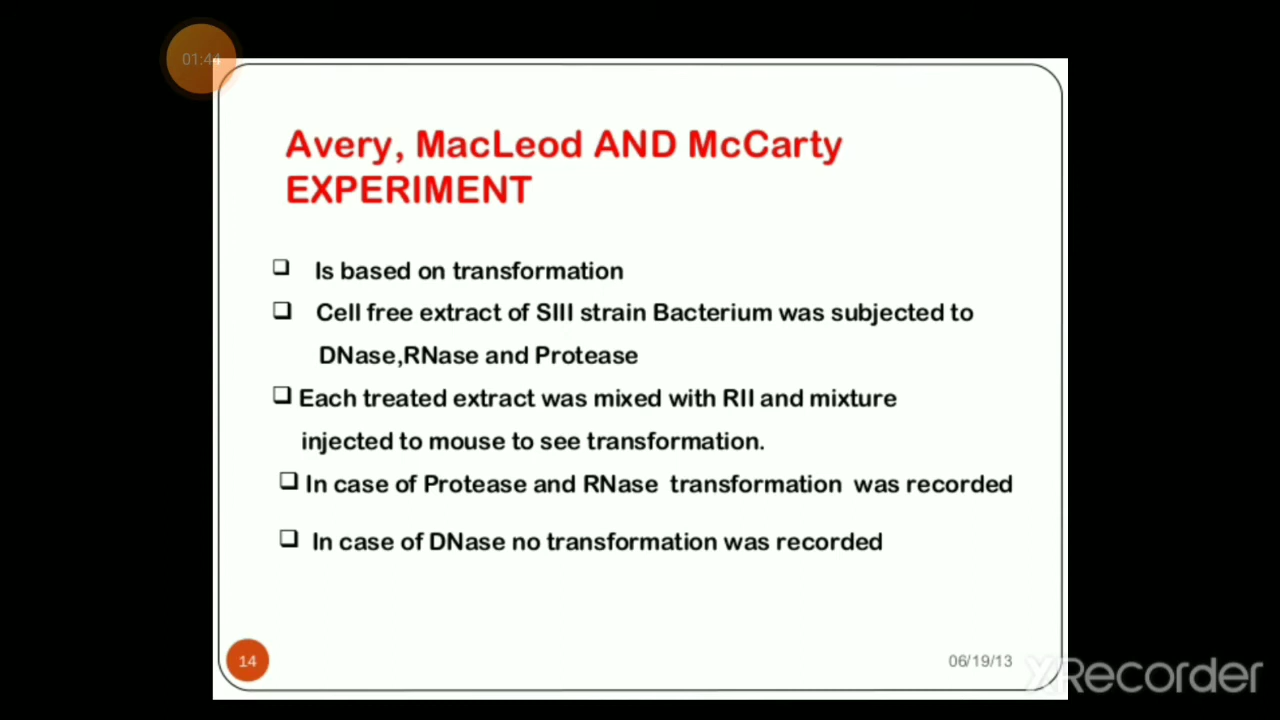 01:44
Avery, MacLeod AND McCarty
EXPERIMENT
Is based on transformation
Cell free extract of SIII strain Bacterium was subjected to
DNase,RNase and Protease
Each treated extract was mixed with RII and mixture
injected to mouse to see transformation.
In case of Protease and RNase transformation was recorded
In case of DNase no transformation was recorded
14
06/19/13
XRecorder